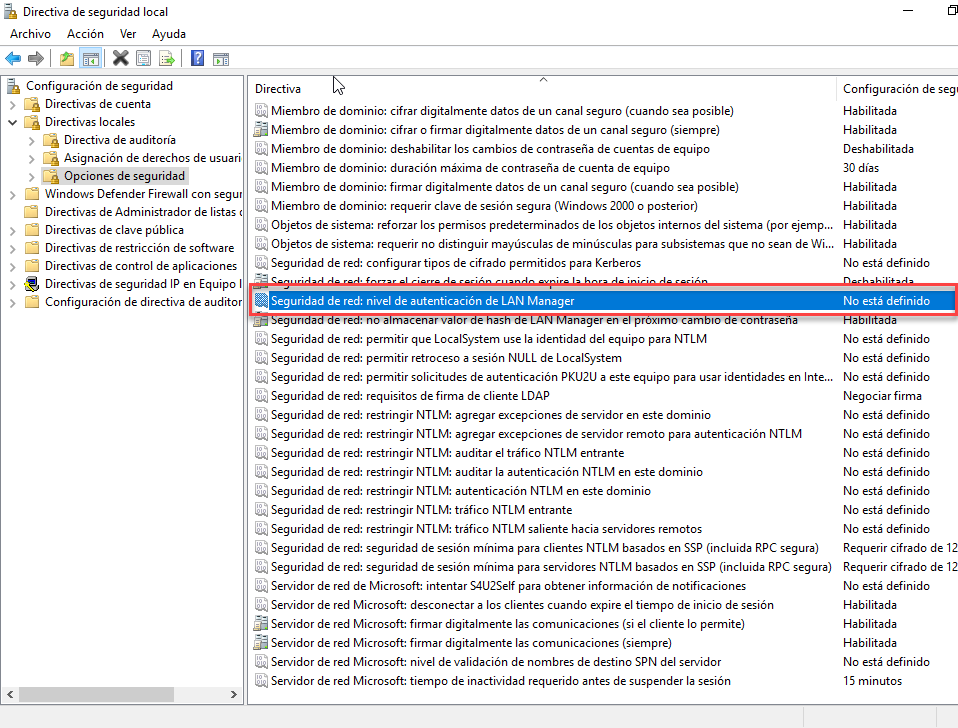 Directiva de seguridad local
Archivo Acción Ver Ayuda
Configuración de seguridad
Directivas de cuenta
Directivas locales
Directiva de auditoría
Asignación de derechos de usuari
Opciones de seguridad
Windows Defender Firewall con segur
Directivas de Administrador de listas
Directivas de clave pública
Directivas de restricción de software
Directivas de control de aplicaciones
Directivas de seguridad IP en Equipo l
Configuración de directiva de auditor
Directiva Configuración de segu
Miembro de dominio: cifrar digitalmente datos de un canal seguro (cuando sea posible) Habilitada
Miembro de dominio: cifrar o firmar digitalmente datos de un canal seguro (siempre) Habilitada
Miembro de dominio: deshabilitar los cambios de contraseña de cuentas de equipo Deshabilitada
Miembro de dominio: duración máxima de contraseña de cuenta de equipo 30 días
Miembro de dominio: firmar digitalmente datos de un canal seguro (cuando sea posible) Habilitada
Miembro de dominio: requerir clave de sesión segura (Windows 2000 o posterior) Habilitada
Objetos de sistema: reforzar los permisos predeterminados de los objetos internos del sistema (por ejemp... Habilitada
Objetos de sistema: requerir no distinguir mayúsculas de minúsculas para subsistemas que no sean de Wi... Habilitada
Seguridad de red: configurar tipos de cifrado permitidos para Kerberos No está definido
Seguridad de red: forzar el cierre de sesión cuando expire la hora de inicio de sesión Deshabilitada
Seguridad de red: nivel de autenticación de LAN Manager No está definido
Seguridad de red: no almacenar valor de hash de LAN Manager en el próximo cambio de contraseña Habilitada
Seguridad de red: permitir que LocalSystem use la identidad del equipo para NTLM No está definido
Seguridad de red: permitir retroceso a sesión NULL de LocalSystem No está definido
Seguridad de red: permitir solicitudes de autenticación PKU2U a este equipo para usar identidades en Inte... No está definido
Seguridad de red: requisitos de firma de cliente LDAP Negociar firma
Seguridad de red: restringir NTLM: agregar excepciones de servidor en este dominio No está definido
Seguridad de red: restringir NTLM: agregar excepciones de servidor remoto para autenticación NTLM No está definido
Seguridad de red: restringir NTLM: auditar el tráfico NTLM entrante No está definido
Seguridad de red: restringir NTLM: auditar la autenticación NTLM en este dominio No está definido
Seguridad de red: restringir NTLM: autenticación NTLM en este dominio No está definido
Seguridad de red: restringir NTLM: tráfico NTLM entrante No está definido
Seguridad de red: restringir NTLM: tráfico NTLM saliente hacia servidores remotos No está definido
Seguridad de red: seguridad de sesión mínima para clientes NTLM basados en SSP (incluida RPC segura) Requerir cifrado de 12
Seguridad de red: seguridad de sesión mínima para servidores NTLM basados en SSP (incluida RPC segura) Requerir cifrado de 12
Servidor de red de Microsoft: intentar S4U2Self para obtener información de notificaciones No está definido
Servidor de red Microsoft: desconectar a los clientes cuando expire el tiempo de inicio de sesión Habilitada
Servidor de red Microsoft: firmar digitalmente las comunicaciones (si el cliente lo permite) Habilitada
Servidor de red Microsoft: firmar digitalmente las comunicaciones (siempre) Habilitada
Servidor de red Microsoft: nivel de validación de nombres de destino SPN del servidor No está definido
Servidor de red Microsoft: tiempo de inactividad requerido antes de suspender la sesión 15 minutos